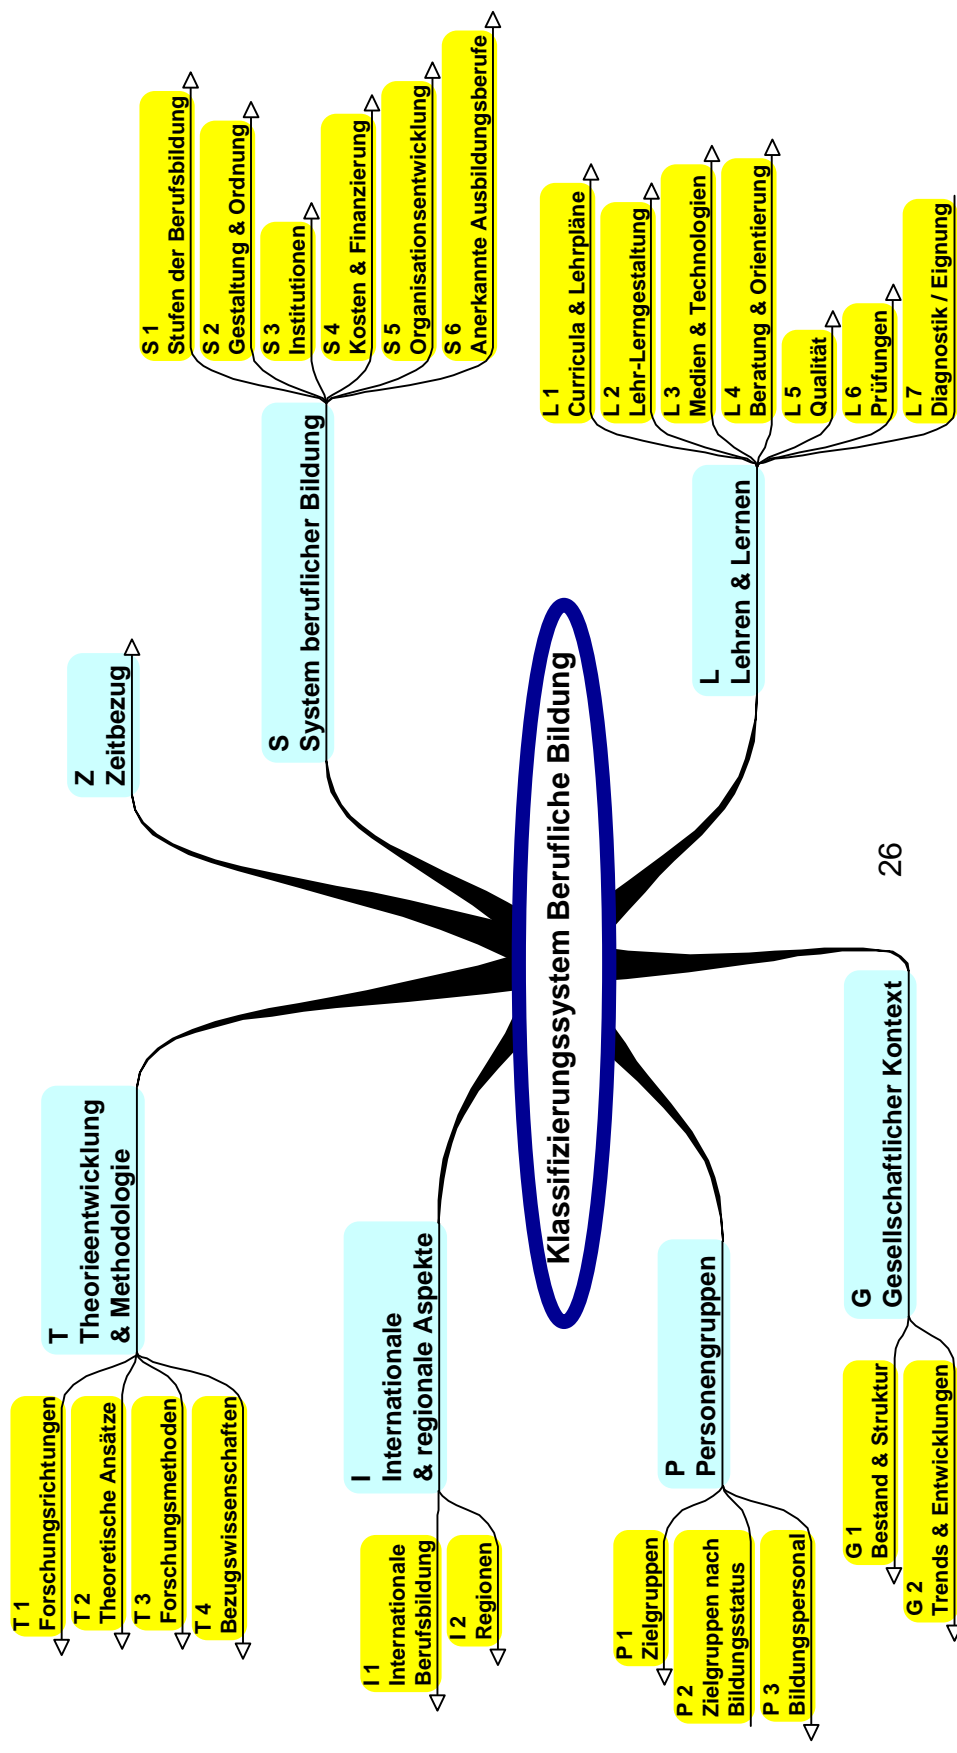 T
Theorieentwicklung
& Methodologie
T 1
Forschungsrichtungen
T 2
Theoretische Ansätze
T 3
Forschungsmethoden
T 4
Bezugswissenschaften
I
Internationale
& regionale Aspekte
I 1
Internationale
Berufsbildung
I 2
Regionen
P
Personengruppen
P 1
Zielgruppen
P 2
Zielgruppen nach
Bildungsstatus
P 3
Bildungspersonal
G
Gesellschaftlicher Kontext
G 1
Bestand & Struktur
G 2
Trends & Entwicklungen
Klassifizierungssystem Berufliche Bildung
Z
Zeitbezug
S
System beruflicher Bildung
S 1
Stufen der Berufsbildung
S 2
Gestaltung & Ordnung
S 3
Institutionen
S 4
Kosten & Finanzierung
S 5
Organisationsentwicklung
S 6
Anerkannte Ausbildungsberufe
L
Lehren & Lernen
L 1
Curricula & Lehrpläne
L 2
Lehr-Lerngestaltung
L 3
Medien & Technologien
L 4
Beratung & Orientierung
L 5
Qualität
L 6
Prüfungen
L 7
Diagnostik / Eignung
26